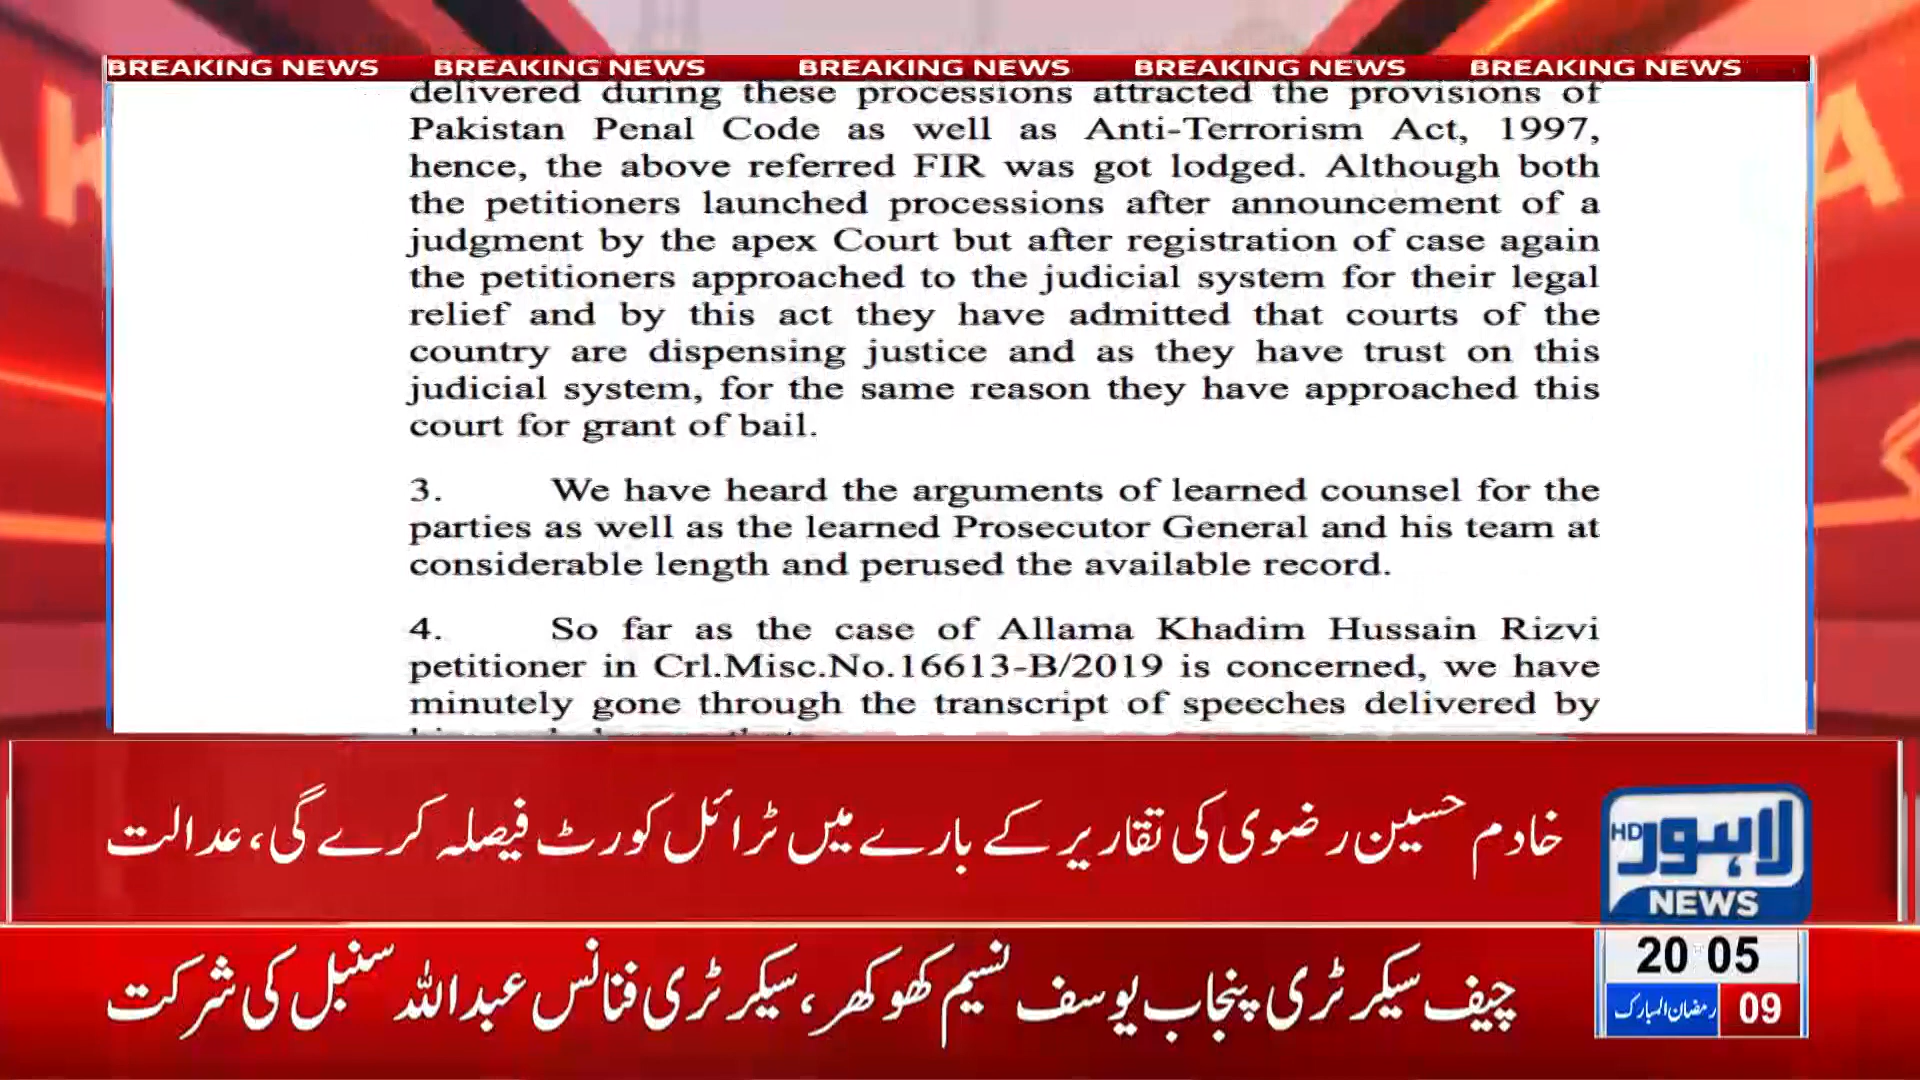 BREAKING NEWS BREAKING NEWS BREAKING NEWS BREAKING NEWS BREAKING NEWS
delivered during these processions attracted the provisions of
Pakistan Penal Code as well as Anti-Terrorism Act, 1997,
hence, the above referred FIR was got lodged. Although both
the petitioners launched processions after announcement of a
judgment by the apex Court but after registration of case again
the petitioners approached to the judicial system for their legal
relief and by this act they have admitted that courts of the
country are dispensing justice and as they have trust on this
judicial system, for the same reason they have approached this
court for grant of bail.
3. We have heard the arguments of learned counsel for the
parties as well as the learned Prosecutor General and his team at
considerable length and perused the available record.
4. So far as the case of Allama Khadim Hussain Rizvi
petitioner in Crl.Misc.No.16613-B/2019 is concerned, we have
minutely gone through the transcript of speeches delivered by
خادم حسین رضوی کی تقاریر کے بارے میں ٹرائل کورٹ فیصلہ کرے گی، عدالت
لاہور HD
NEWS
چیف سیکرٹری پنجاب یوسف نسیم کھوکھر، سیکرٹری فنانس عبداللہ سنبل کی شرکت
20 05
رمضان المبارک 09